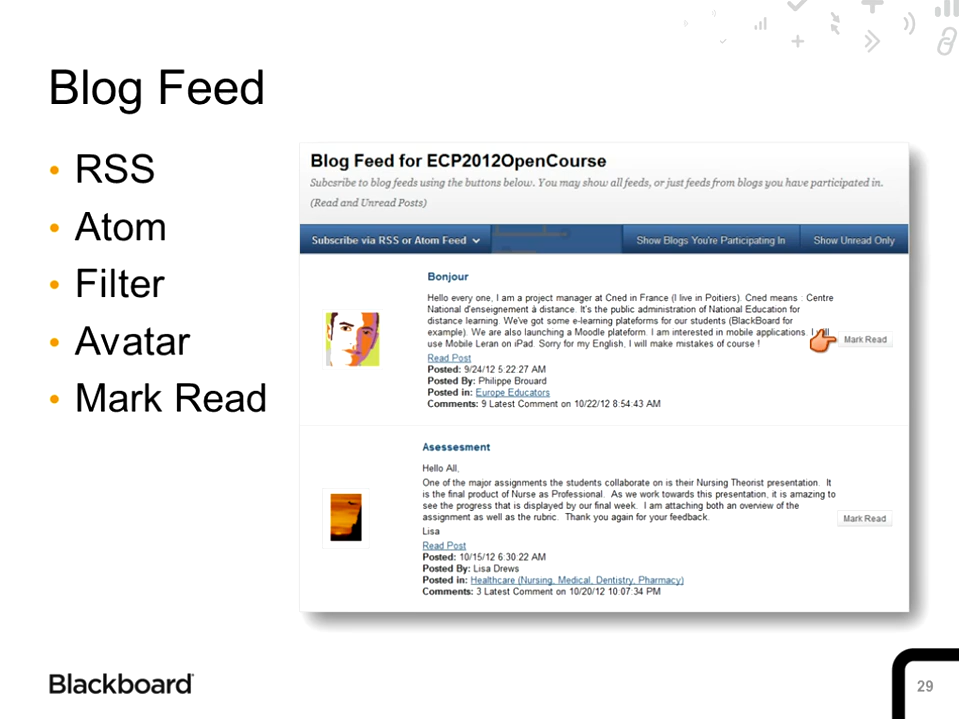 Blog Feed
• RSS
• Atom
• Filter
• Avatar
• Mark Read
Blog Feed for ECP2012OpenCourse
Subcsribe to blog feeds using the buttons below. You may show all feeds, or just feeds from blogs you have participated in.
(Read and Unread Posts)
Subscribe via RSS or Atom Feed
Show Blogs You're Participating In
Show Unread Only
Bonjour
Hello every one, I am a project manager at Cned in France (I live in Poitiers). Cned means : Centre
National d'enseignement à distance. It's the public administration of National Education for
distance learning. We've got some e-learning plateforms for our students (BlackBoard for
example). We are also launching a Moodle plateform. I am interested in mobile applications. I will
use Mobile Leran on iPad. Sorry for my English, I will make mistakes of course !
Mark Read
Read Post
Posted: 9/24/12 5:22:27 AM
Posted By: Philippe Brouard
Posted in: Europe Educators
Comments: 9 Latest Comment on 10/22/12 8:54:43 AM
Asessesment
Hello All,
One of the major assignments the students collaborate on is their Nursing Theorist presentation. It
is the final product of Nurse as Professional. As we work towards this presentation, it is amazing to
see the progress that is displayed by our final week. I am attaching both an overview of the
assignment as well as the rubric. Thank you again for your feedback.
Mark Read
Lisa
Read Post
Posted: 10/15/12 6:30:22 AM
Posted By: Lisa Drews
Posted in: Healthcare (Nursing, Medical, Dentistry, Pharmacy)
Comments: 3 Latest Comment on 10/20/12 10:07:34 PM
Blackboard
29